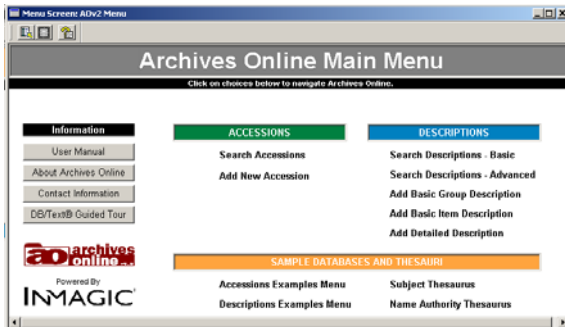 Menu Screen: AOv2 Menu
Archives Online Main Menu
Click on choices below to navigate Archives Online.
Information
User Manual
About Archives Online
Contact Information
DB/Text® Guided Tour
ao archives online
Powered By
INMAGIC
ACCESSIONS
Search Accessions
Add New Accession
DESCRIPTIONS
Search Descriptions - Basic
Search Descriptions - Advanced
Add Basic Group Description
Add Basic Item Description
Add Detailed Description
SAMPLE DATABASES AND THESAURI
Accessions Examples Menu
Subject Thesaurus
Descriptions Examples Menu
Name Authority Thesaurus